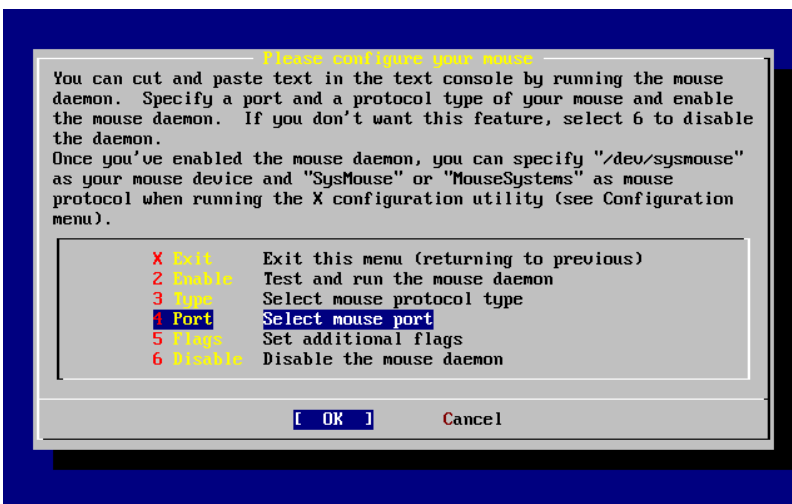 Please configure your mouse
You can cut and paste text in the text console by running the mouse
daemon.  Specify a port and a protocol type of your mouse and enable
the mouse daemon.  If you don't want this feature, select 6 to disable
the daemon.
Once you've enabled the mouse daemon, you can specify "/dev/sysmouse"
as your mouse device and "SysMouse" or "MouseSystems" as mouse
protocol when running the X configuration utility (see Configuration
menu).
X Exit     Exit this menu (returning to previous)
2 Enable   Test and run the mouse daemon
3 Type     Select mouse protocol type
4 Port     Select mouse port
5 Flags    Set additional flags
6 Disable  Disable the mouse daemon
[  OK  ]     Cancel